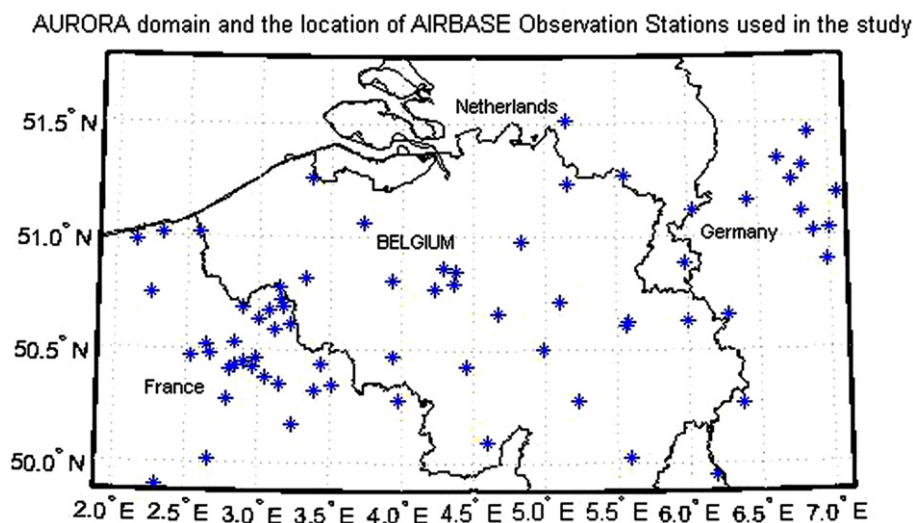 AURORA domain and the location of AIRBASE Observation Stations used in the study
Netherlands
51.5° N
51.0° N
BELGIUM
Germany
50.5° N
France
50.0° N
2.0° E 2.5° E 3.0° E 3.5° E 4.0° E 4.5° E 5.0° E 5.5° E 6.0° E 6.5° E 7.0° E